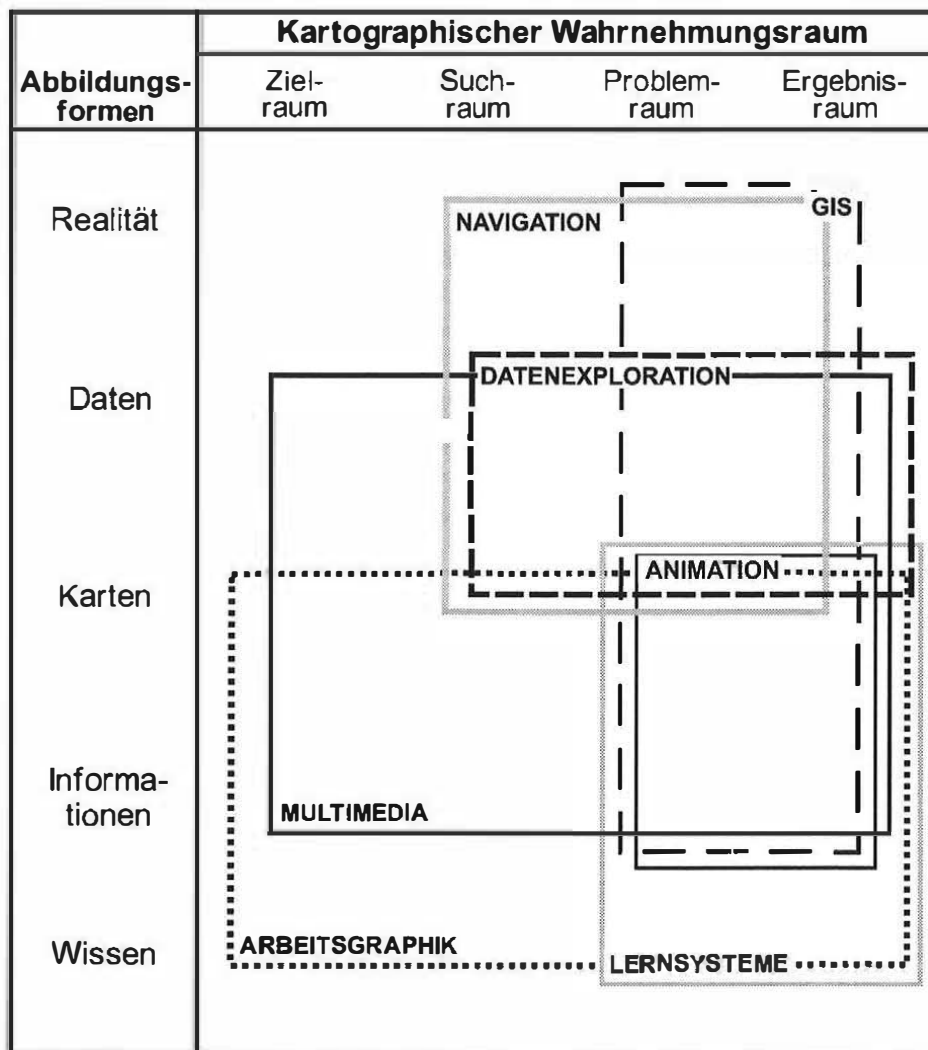 Kartographischer Wahrnehmungsraum
Abbildungs-
formen
Ziel-
raum
Such-
raum
Problem-
raum
Ergebnis-
raum
Realität
NAVIGATION
GIS
Daten
DATENEXPLORATION
Karten
ANIMATION
Informa-
tionen
MULTIMEDIA
Wissen
ARBEITSGRAPHIK
LERNSYSTEME